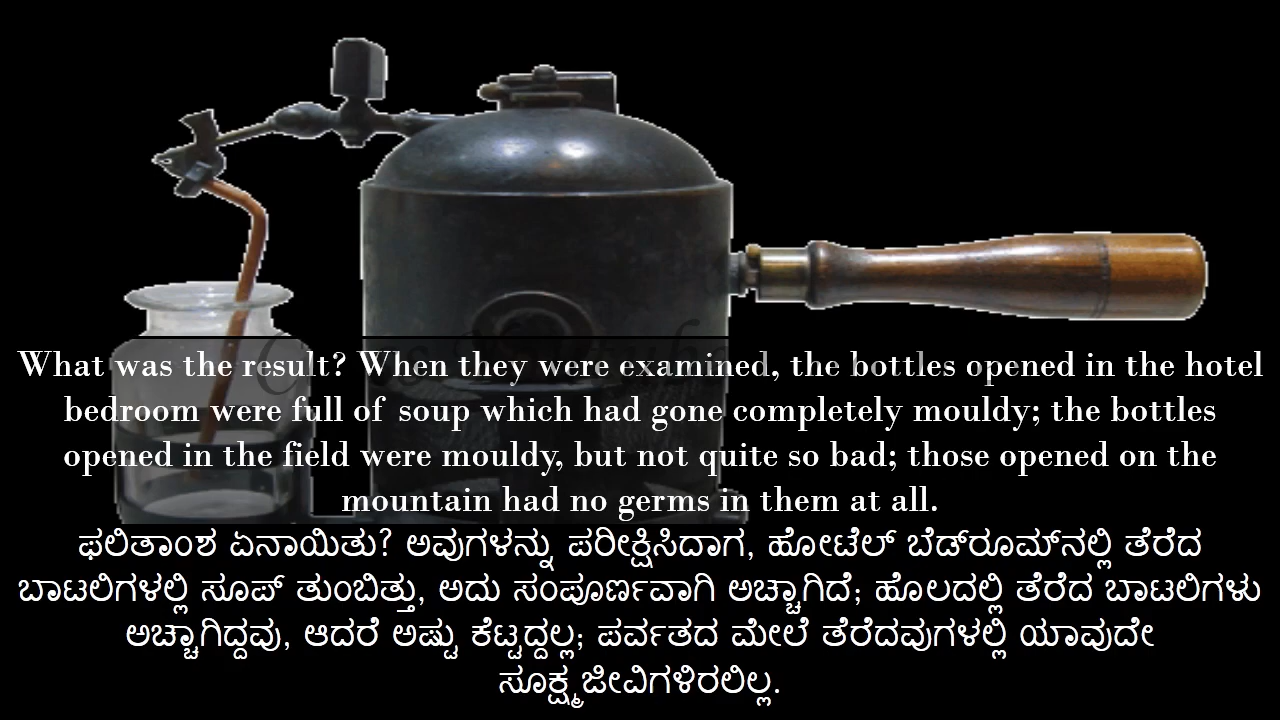 What was the result? When they were examined, the bottles opened in the hotel
bedroom were full of soup which had gone completely mouldy; the bottles
opened in the field were mouldy, but not quite so bad; those opened on the
mountain had no germs in them at all.
ಫಲಿತಾಂಶ ಏನಾಯಿತು? ಅವುಗಳನ್ನು ಪರೀಕ್ಷಿಸಿದಾಗ, ಹೋಟೆಲ್ ಬೆಡ್‌ರೂಮ್‌ನಲ್ಲಿ ತೆರೆದ
ಬಾಟಲಿಗಳಲ್ಲಿ ಸೂಪ್ ತುಂಬಿತ್ತು, ಅದು ಸಂಪೂರ್ಣವಾಗಿ ಅಚ್ಚಾಗಿದೆ; ಹೊಲದಲ್ಲಿ ತೆರೆದ ಬಾಟಲಿಗಳು
ಅಚ್ಚಾಗಿದ್ದವು, ಆದರೆ ಅಷ್ಟು ಕೆಟ್ಟದ್ದಲ್ಲ; ಪರ್ವತದ ಮೇಲೆ ತೆರೆದವುಗಳಲ್ಲಿ ಯಾವುದೇ
ಸೂಕ್ಷ್ಮಜೀವಿಗಳಿರಲಿಲ್ಲ.